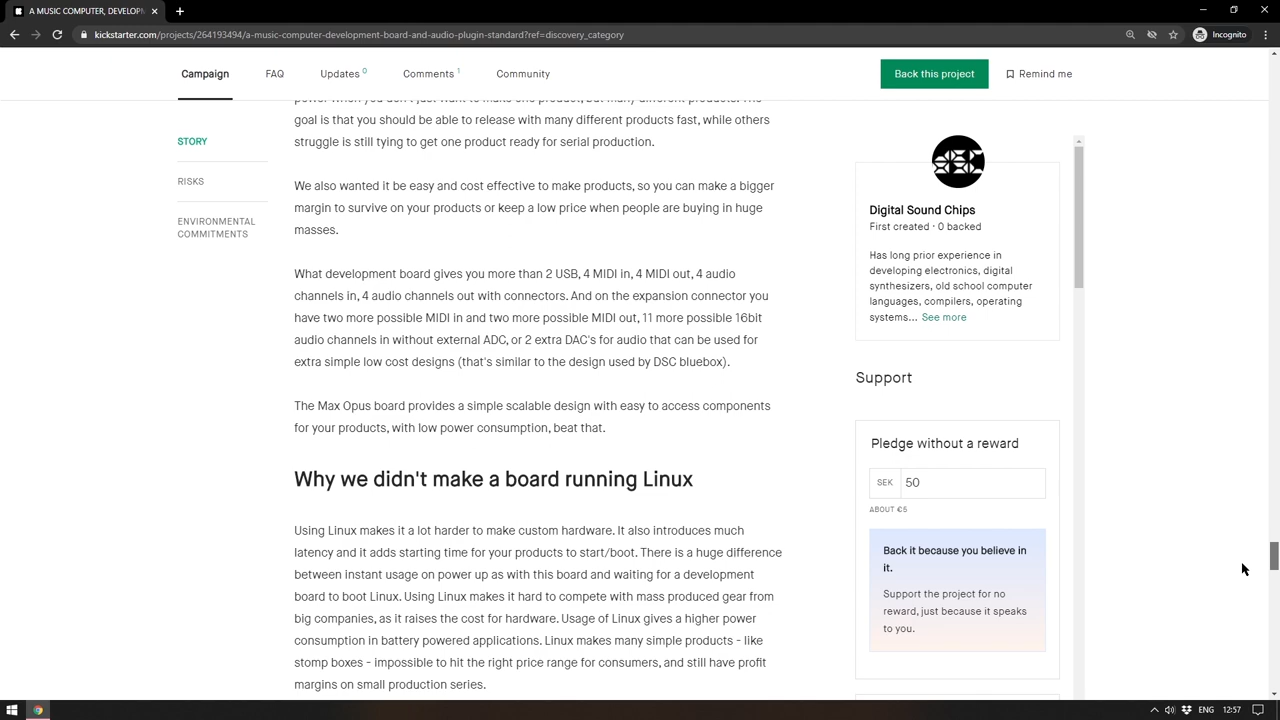 A MUSIC COMPUTER, DEVELOPM
kickstarter.com/projects/264193494/a-music-computer-development-board-and-audio-plugin-standard?ref=discovery_category
Incognito
Campaign
FAQ
Updates 0
Comments 1
Community
Back this project
Remind me
STORY
RISKS
ENVIRONMENTAL
COMMITMENTS
power when you don't just want to make one product, but many different products. The
goal is that you should be able to release with many different products fast, while others
struggle is still tying to get one product ready for serial production.
We also wanted it be easy and cost effective to make products, so you can make a bigger
margin to survive on your products or keep a low price when people are buying in huge
masses.
What development board gives you more than 2 USB, 4 MIDI in, 4 MIDI out, 4 audio
channels in, 4 audio channels out with connectors. And on the expansion connector you
have two more possible MIDI in and two more possible MIDI out, 11 more possible 16bit
audio channels in without external ADC, or 2 extra DAC's for audio that can be used for
extra simple low cost designs (that's similar to the design used by DSC bluebox).
The Max Opus board provides a simple scalable design with easy to access components
for your products, with low power consumption, beat that.
Why we didn't make a board running Linux
Using Linux makes it a lot harder to make custom hardware. It also introduces much
latency and it adds starting time for your products to start/boot. There is a huge difference
between instant usage on power up as with this board and waiting for a development
board to boot Linux. Using Linux makes it hard to compete with mass produced gear from
big companies, as it raises the cost for hardware. Usage of Linux gives a higher power
consumption in battery powered applications. Linux makes many simple products - like
stomp boxes - impossible to hit the right price range for consumers, and still have profit
margins on small production series.
Digital Sound Chips
First created · 0 backed
Has long prior experience in
developing electronics, digital
synthesizers, old school computer
languages, compilers, operating
systems... See more
Support
Pledge without a reward
SEK 50
ABOUT €5
Back it because you believe in
it.
Support the project for no
reward, just because it speaks
to you.
ENG
12:57